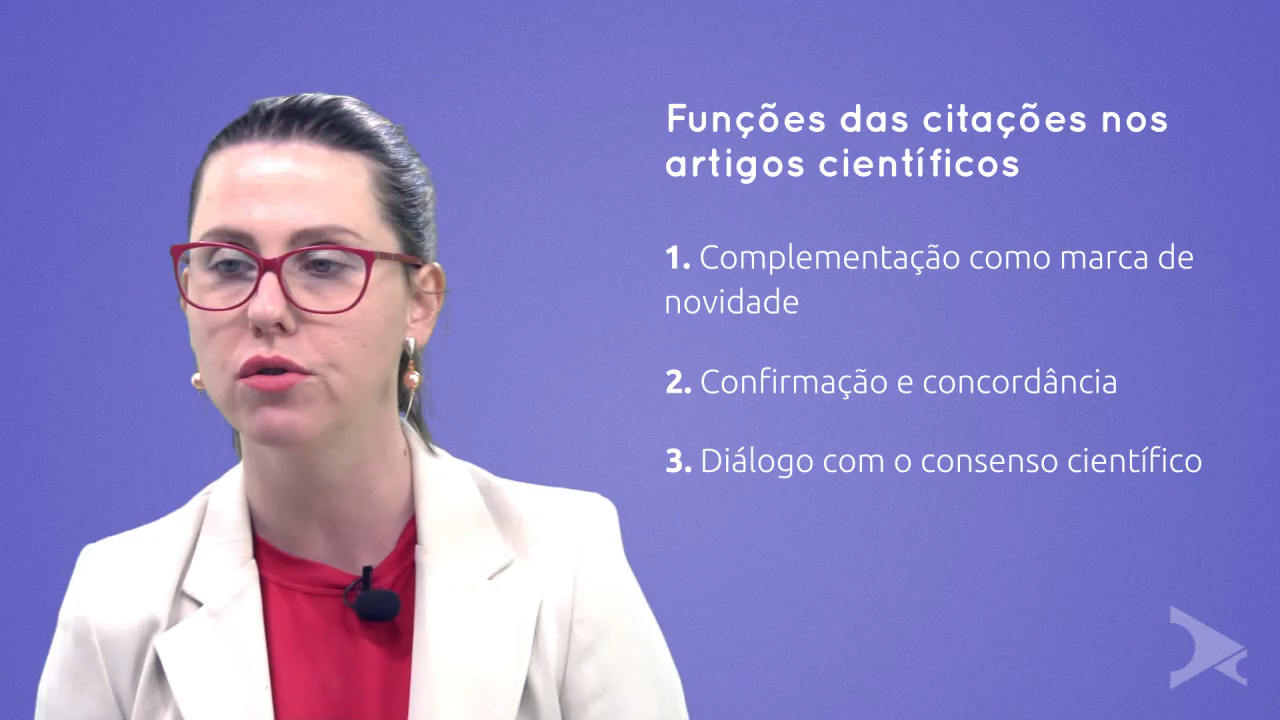 Funções das citações nos
artigos científicos
1. Complementação como marca de
novidade
2. Confirmação e concordância
3. Diálogo com o consenso científico